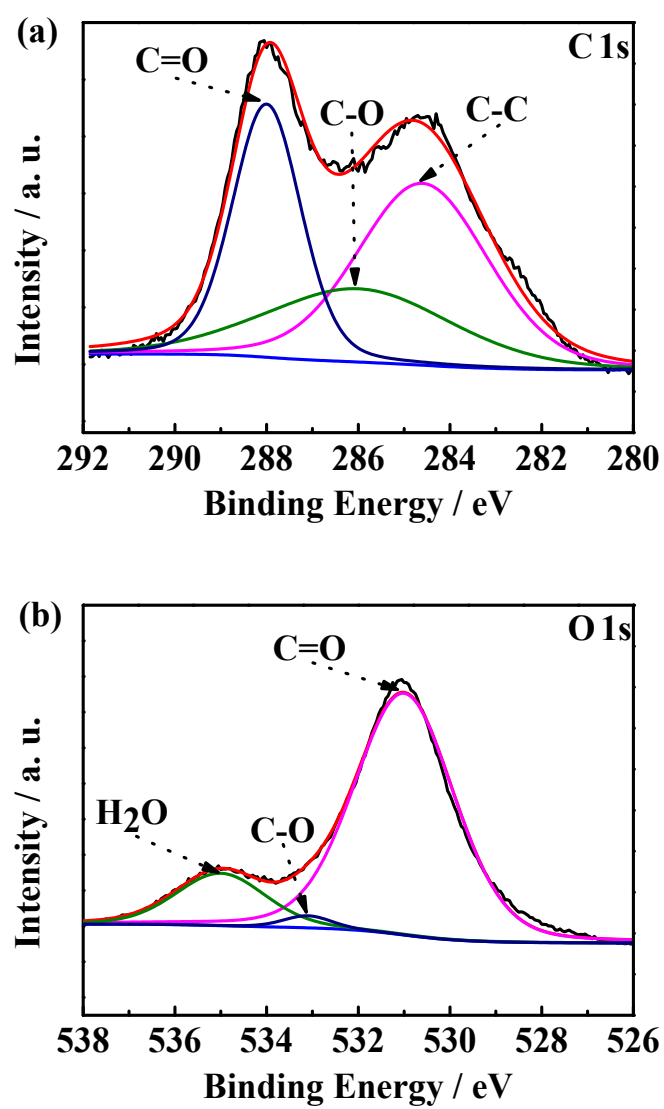 (a)
C 1s
C=O
C-O
C-C
Intensity / a. u.
292 290 288 286 284 282 280
Binding Energy / eV
(b)
O 1s
C=O
H2O
C-O
Intensity / a. u.
538 536 534 532 530 528 526
Binding Energy / eV